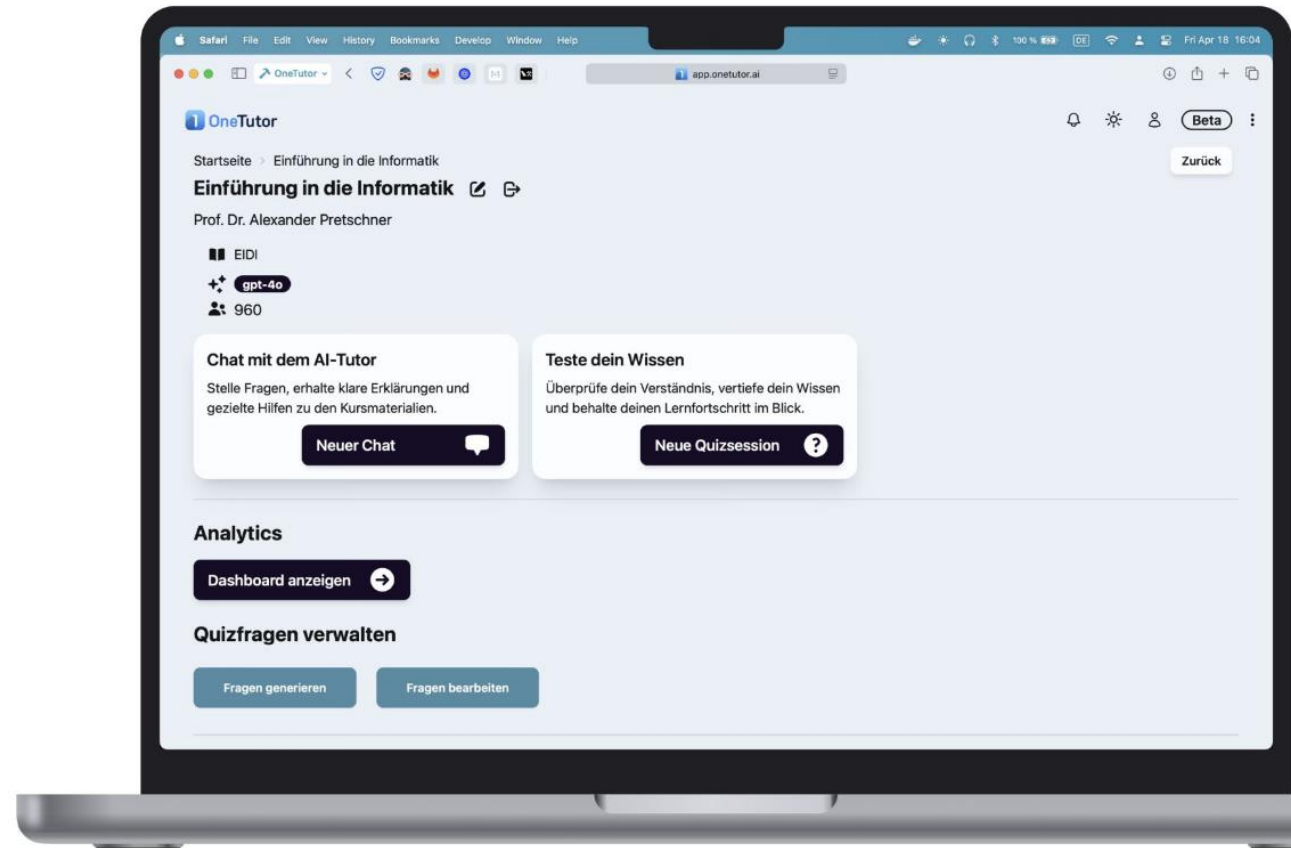 Safari File Edit View History Bookmarks Develop Window Help 100 % DE Fri Apr 18 16:04
OneTutor app.onetutor.ai
1 OneTutor Beta
Startseite > Einführung in die Informatik Zurück
Einführung in die Informatik
Prof. Dr. Alexander Pretschner
EIDI
gpt-4o
960
Chat mit dem AI-Tutor
Stelle Fragen, erhalte klare Erklärungen und
gezielte Hilfen zu den Kursmaterialien.
Neuer Chat
Teste dein Wissen
Überprüfe dein Verständnis, vertiefe dein Wissen
und behalte deinen Lernfortschritt im Blick.
Neue Quizsession ?
Analytics
Dashboard anzeigen
Quizfragen verwalten
Fragen generieren Fragen bearbeiten